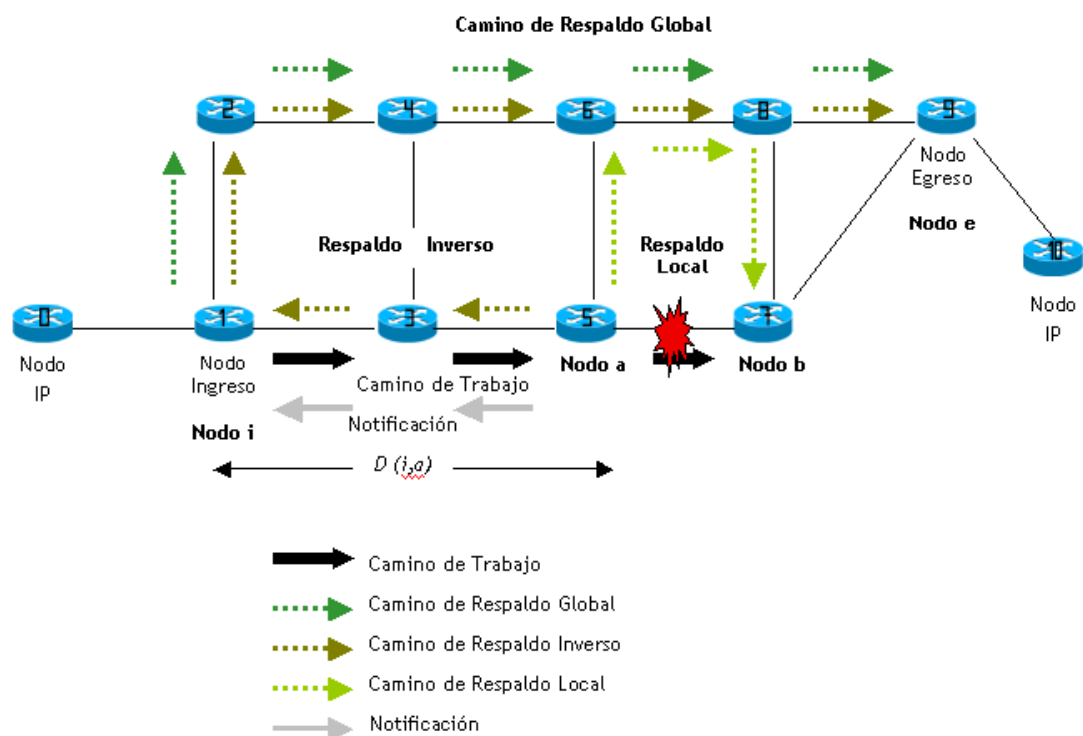 Camino de Respaldo Global
2
4
6
8
9
Nodo
Egreso
Nodo e
Respaldo Inverso
Respaldo
Local
10
Nodo
IP
0
1
3
5
7
Nodo
IP
Nodo
Ingreso
Nodo i
Nodo a
Nodo b
Camino de Trabajo
Notificación
D (i,a)
Camino de Trabajo
Camino de Respaldo Global
Camino de Respaldo Inverso
Camino de Respaldo Local
Notificación